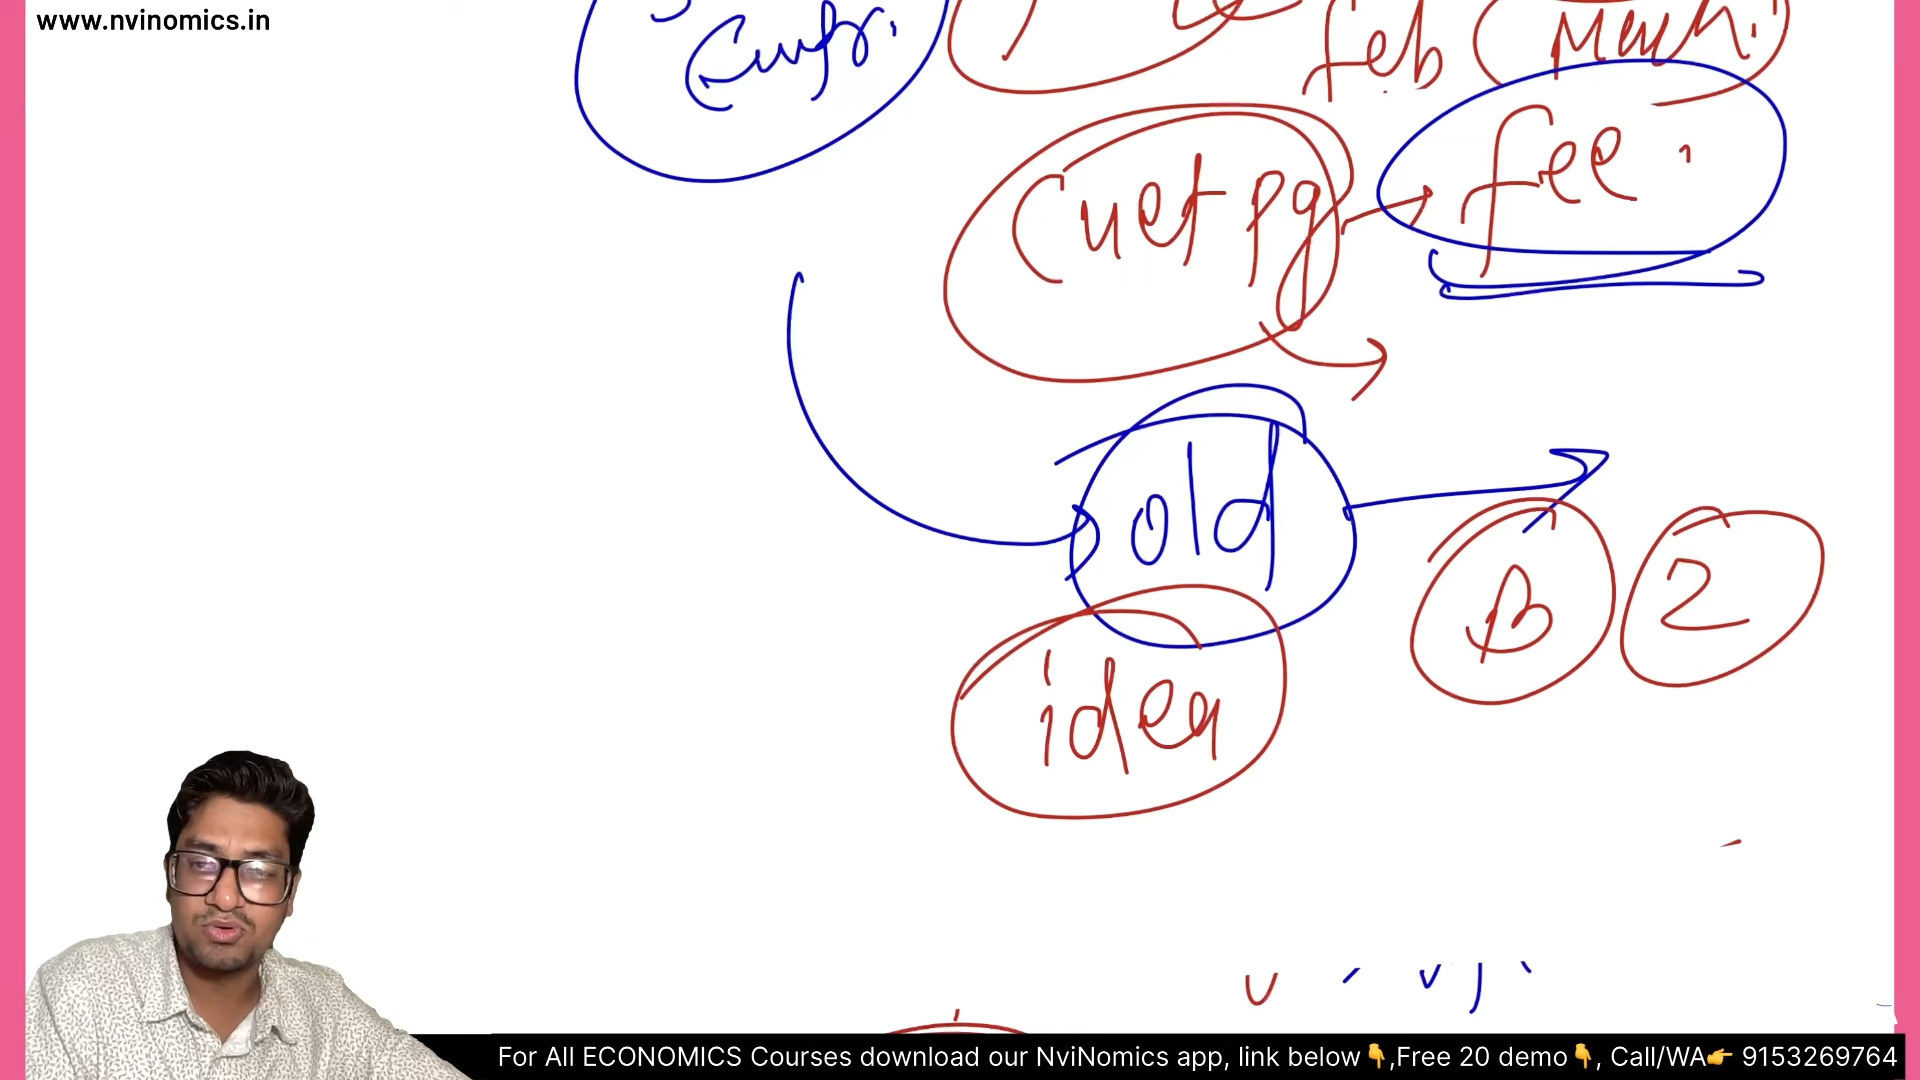 www.nvinomics.in
feb March.
Cuet pg fee
old
B 2
idea
For All ECONOMICS Courses download our NviNomics app, link below👇,Free 20 demo👇, Call/WA👉 9153269764